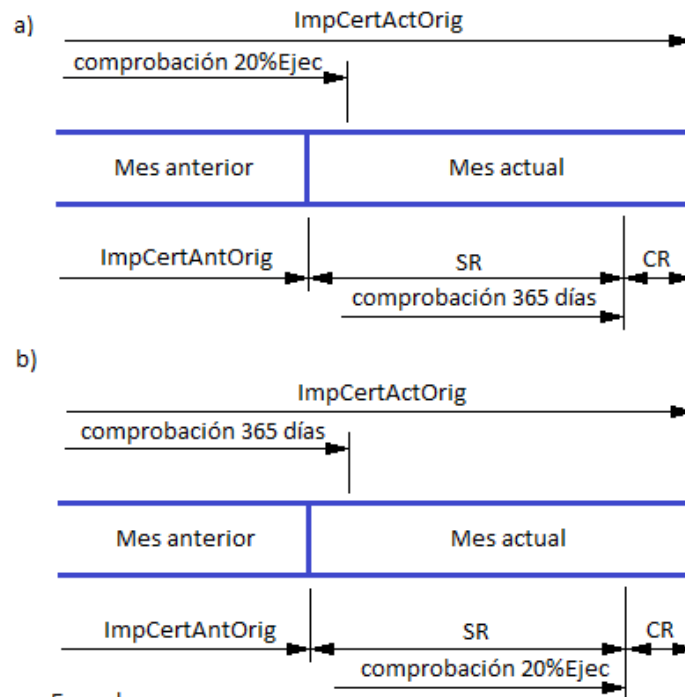 a)
ImpCertActOrig
comprobación 20%Ejec
Mes anterior
Mes actual
ImpCertAntOrig
SR
CR
comprobación 365 días
b)
ImpCertActOrig
comprobación 365 días
Mes anterior
Mes actual
ImpCertAntOrig
SR
CR
comprobación 20%Ejec